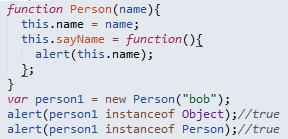 function Person(name){
  this.name = name;
  this.sayName = function(){
    alert(this.name);
  };
}
var person1 = new Person("bob");
alert(person1 instanceof Object);//true
alert(person1 instanceof Person);//true